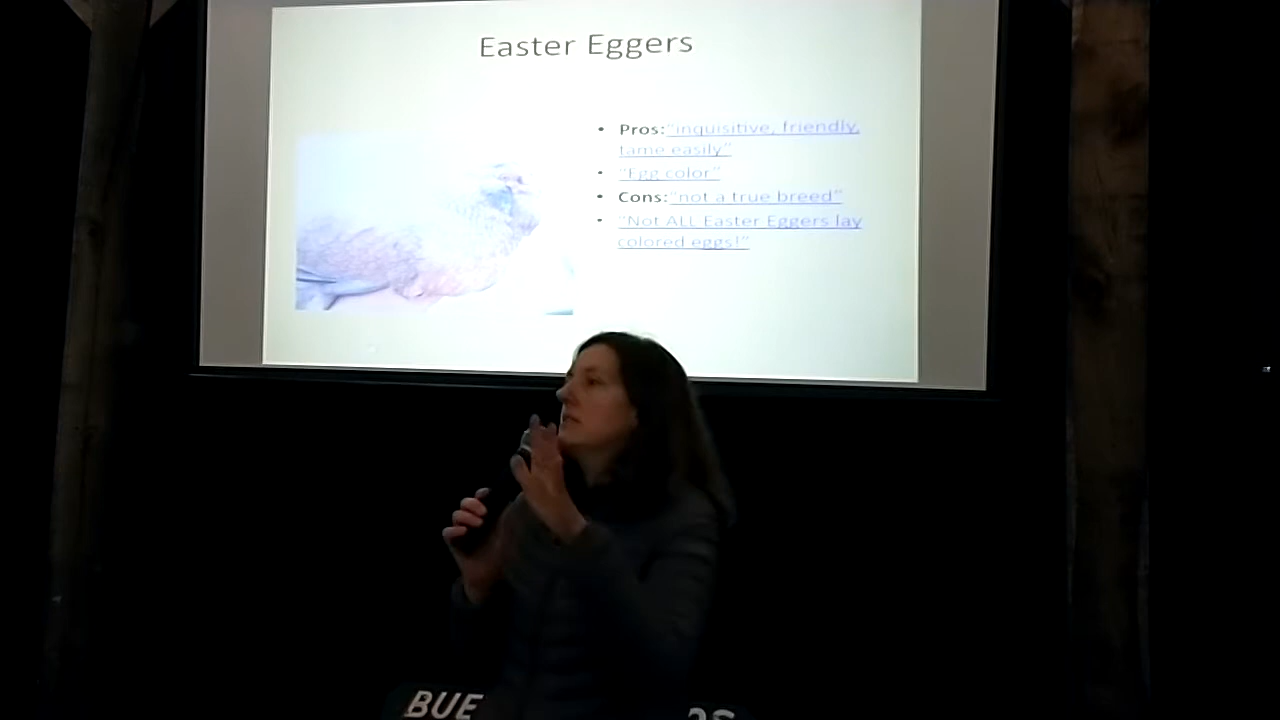 Easter Eggers
• Pros:"inquisitive, friendly,
tame easily"
• "Egg color"
• Cons:"not a true breed"
• "Not ALL Easter Eggers lay
colored eggs!"
BUE